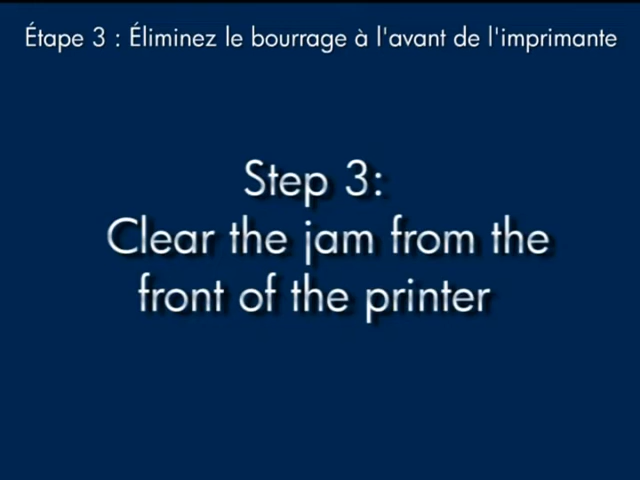 Étape 3 : Éliminez le bourrage à l'avant de l'imprimante
Step 3:
Clear the jam from the
front of the printer